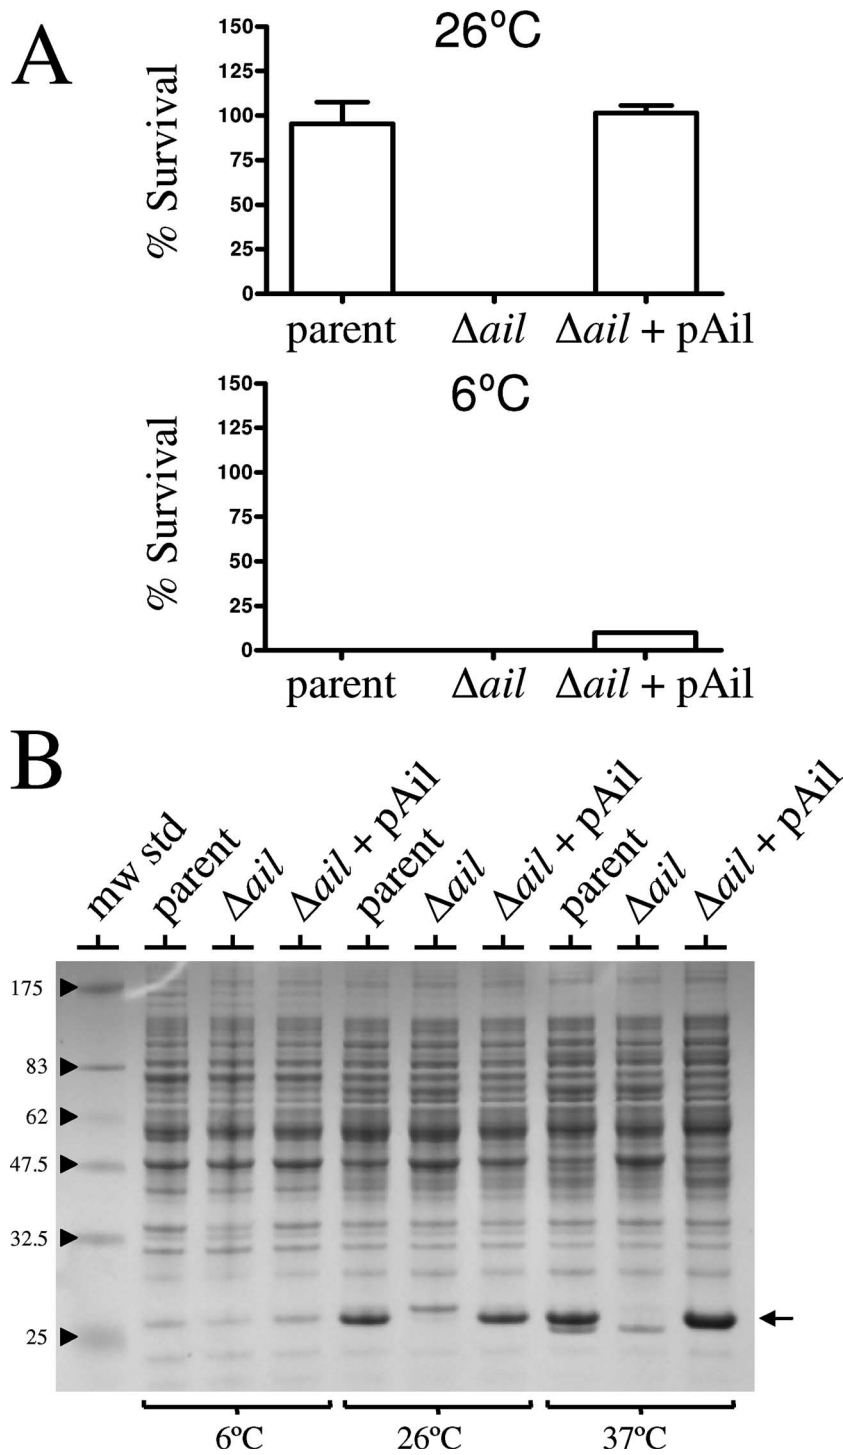 A
26ºC
% Survival
150
125
100
75
50
25
0
parent Δail Δail + pAil
6ºC
% Survival
150
125
100
75
50
25
0
parent Δail Δail + pAil
B
mw std
parent
Δail
Δail + pAil
parent
Δail
Δail + pAil
parent
Δail
Δail + pAil
175
83
62
47.5
32.5
25
6ºC 26ºC 37ºC